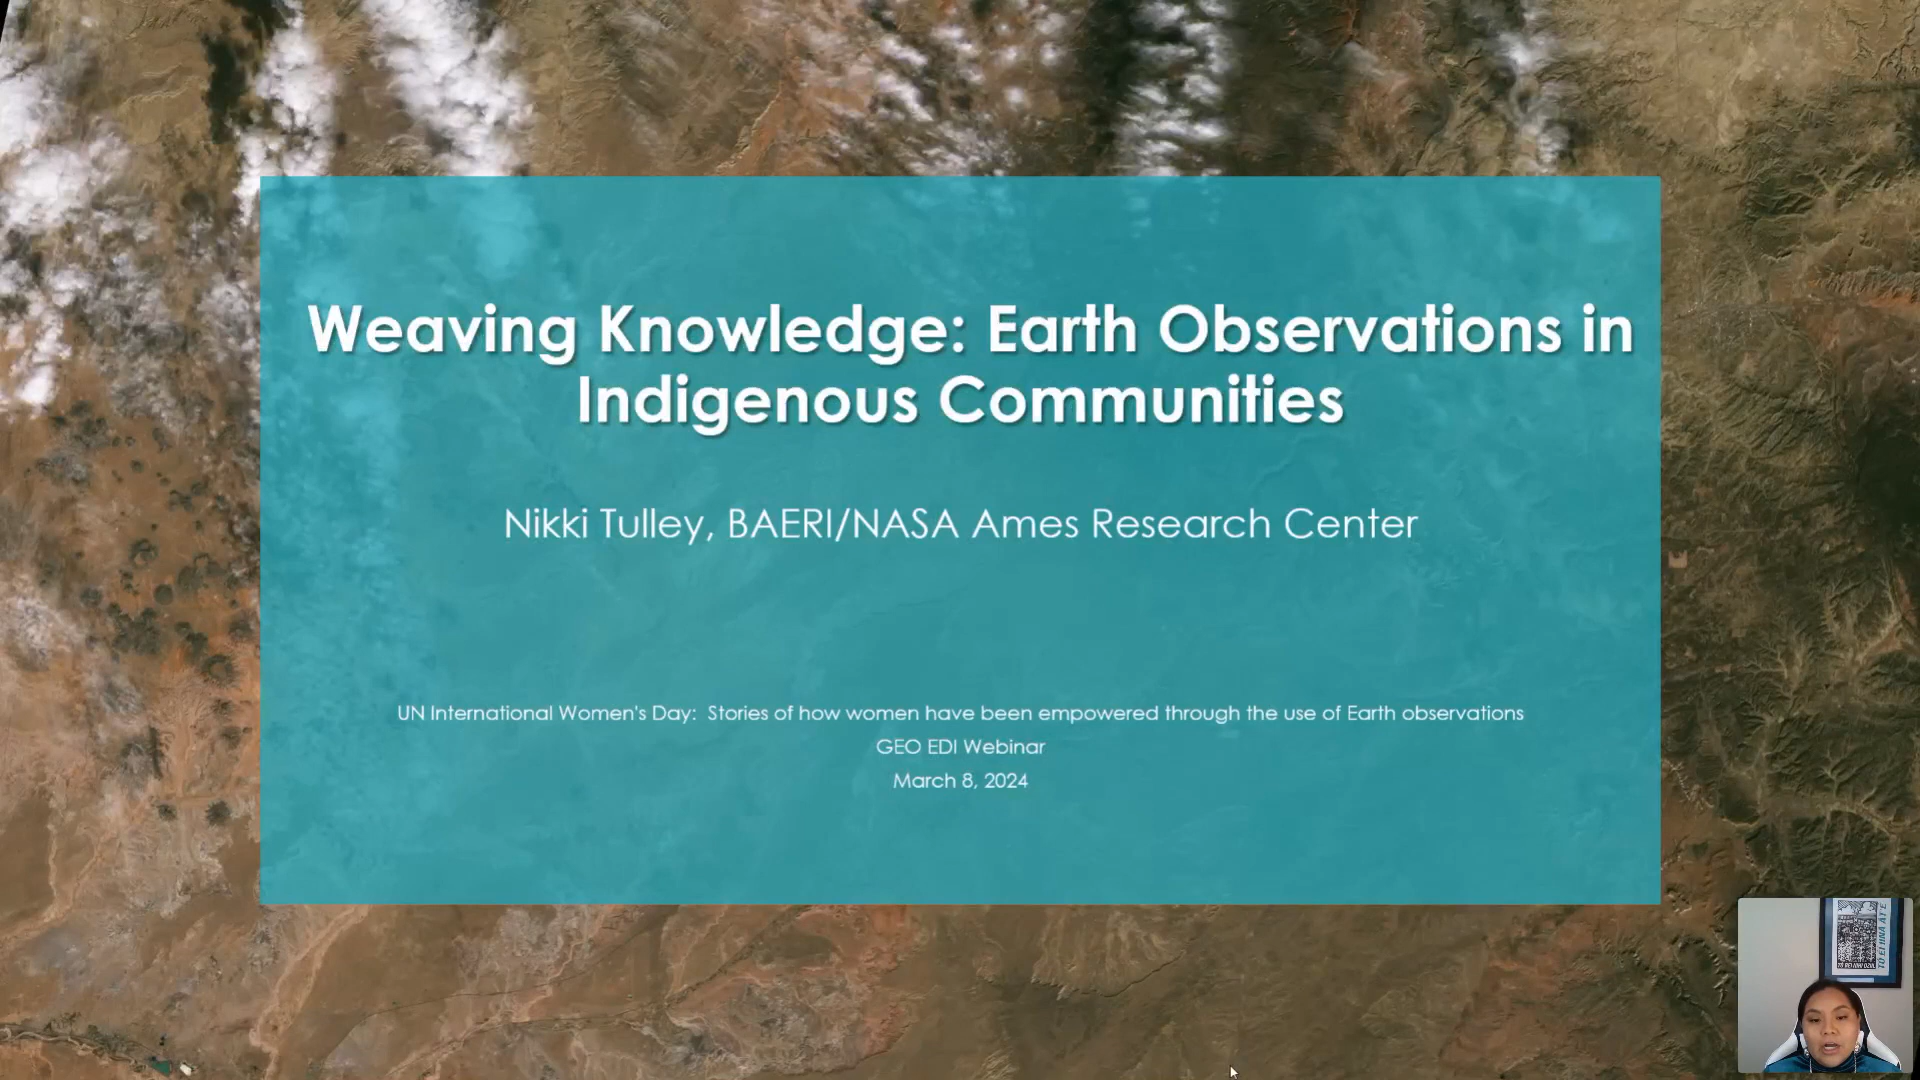 Weaving Knowledge: Earth Observations in
Indigenous Communities
Nikki Tulley, BAERI/NASA Ames Research Center
UN International Women's Day:  Stories of how women have been empowered through the use of Earth observations
GEO EDI Webinar
March 8, 2024